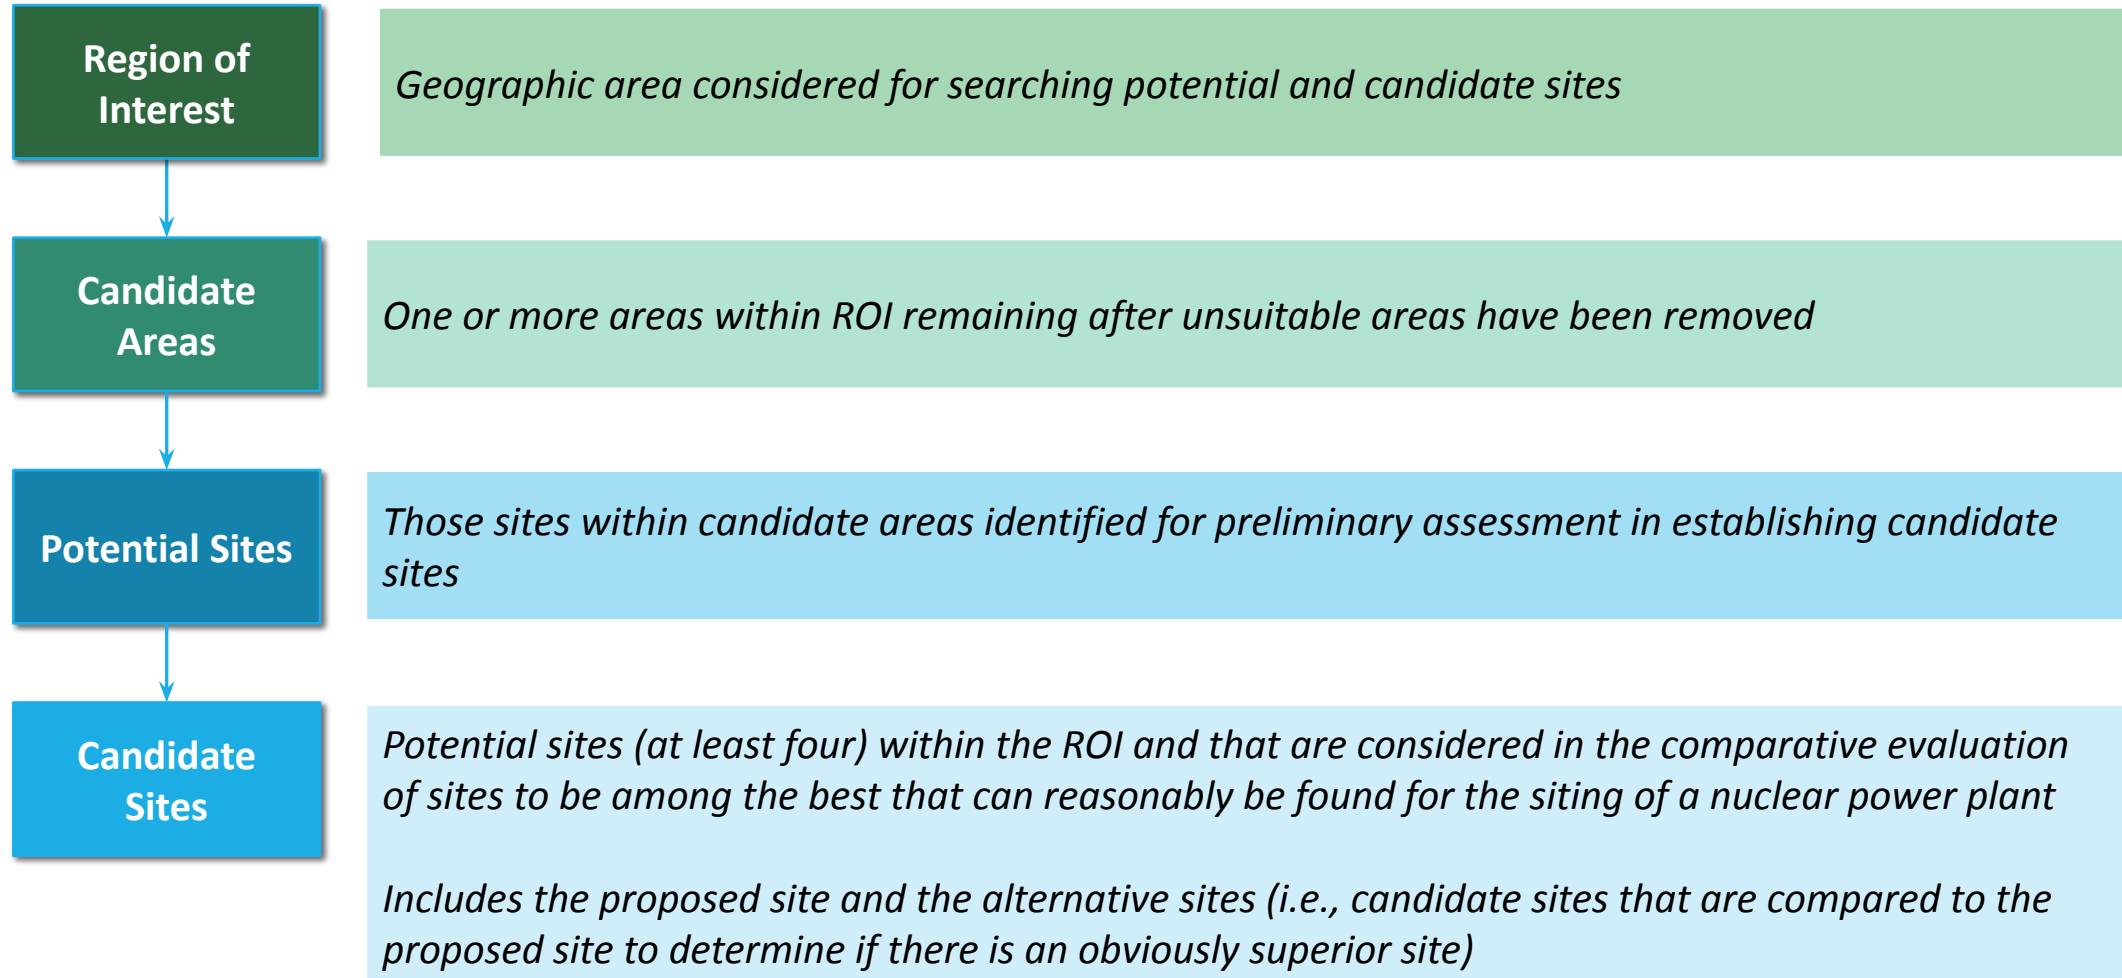 Region of
Interest
Geographic area considered for searching potential and candidate sites
Candidate
Areas
One or more areas within ROI remaining after unsuitable areas have been removed
Potential Sites
Those sites within candidate areas identified for preliminary assessment in establishing candidate
sites
Candidate
Sites
Potential sites (at least four) within the ROI and that are considered in the comparative evaluation
of sites to be among the best that can reasonably be found for the siting of a nuclear power plant
Includes the proposed site and the alternative sites (i.e., candidate sites that are compared to the
proposed site to determine if there is an obviously superior site)